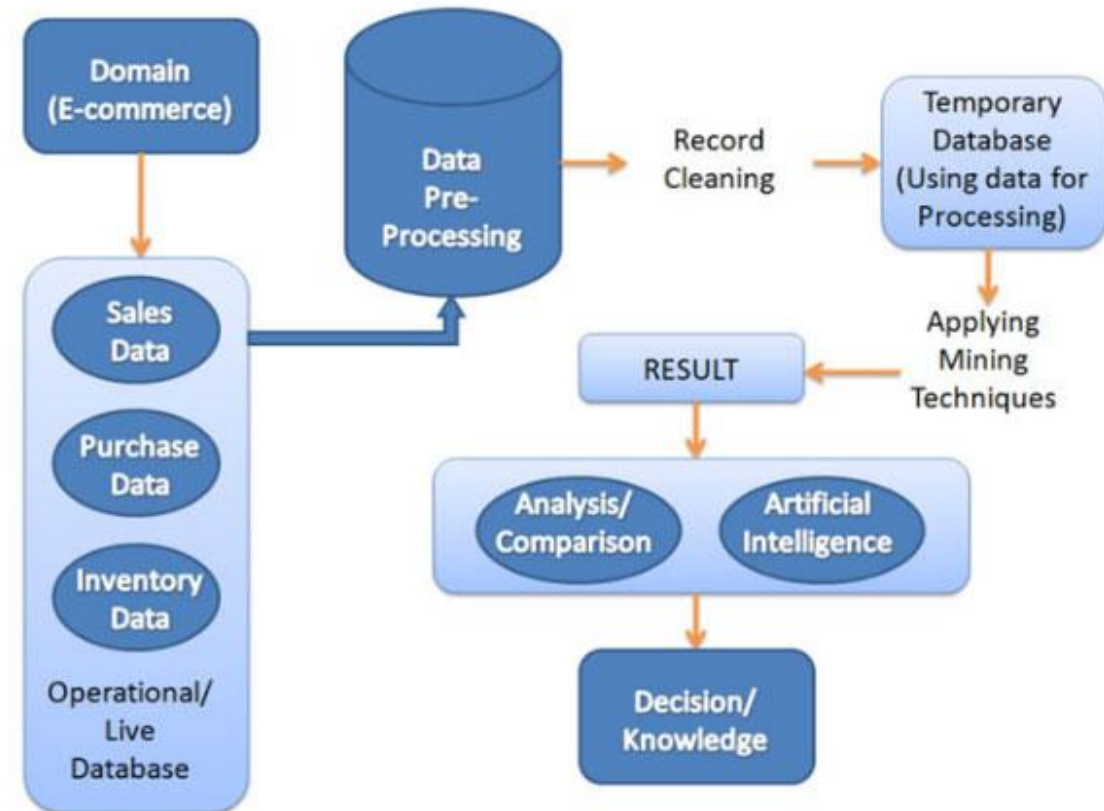 Domain
(E-commerce)
Sales
Data
Purchase
Data
Inventory
Data
Operational/
Live
Database
Data
Pre-
Processing
Record
Cleaning
Temporary
Database
(Using data for
Processing)
Applying
Mining
Techniques
RESULT
Analysis/
Comparison
Artificial
Intelligence
Decision/
Knowledge